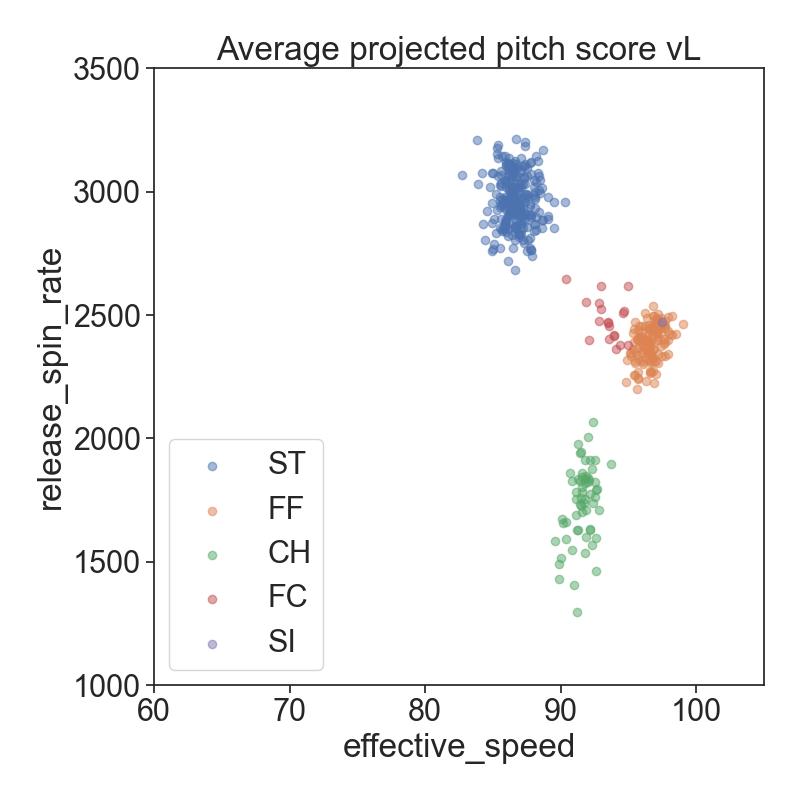 Average projected pitch score vL
release_spin_rate
3500
3000
2500
2000
1500
1000
ST
FF
CH
FC
SI
60
70
80
90
100
effective_speed